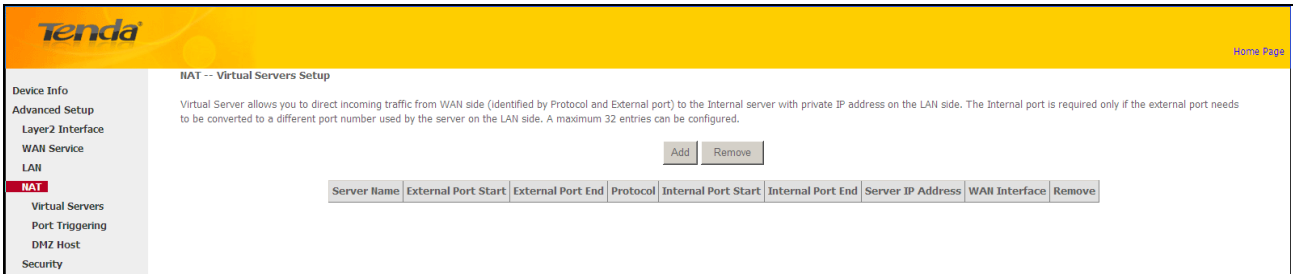 Tenda
Home Page
Device Info
Advanced Setup
Layer2 Interface
WAN Service
LAN
NAT
Virtual Servers
Port Triggering
DMZ Host
Security
NAT -- Virtual Servers Setup
Virtual Server allows you to direct incoming traffic from WAN side (identified by Protocol and External port) to the Internal server with private IP address on the LAN side. The Internal port is required only if the external port needs
to be converted to a different port number used by the server on the LAN side. A maximum 32 entries can be configured.
Add Remove
Server Name External Port Start External Port End Protocol Internal Port Start Internal Port End Server IP Address WAN Interface Remove